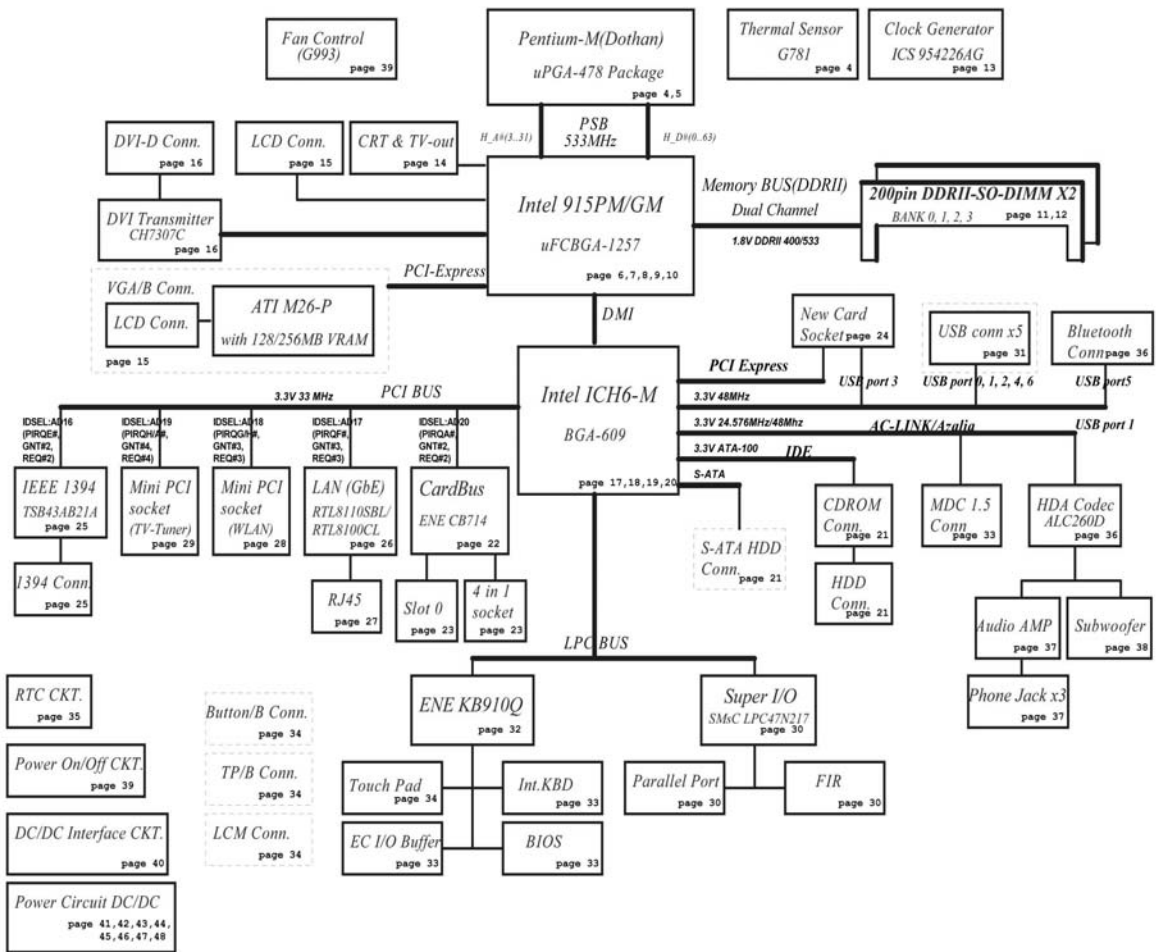 Fan Control
(G993)
page 39
Pentium-M(Dothan)
uPGA-478 Package
page 4,5
Thermal Sensor
G781
page 4
Clock Generator
ICS 954226AG
page 13
H_A#(3..31)
PSB
533MHz
H_D#(0..63)
DVI-D Conn.
page 16
LCD Conn.
page 15
CRT & TV-out
page 14
DVI Transmitter
CH7307C
page 16
Intel 915PM/GM
uFCBGA-1257
page 6,7,8,9,10
Memory BUS(DDRII)
Dual Channel
1.8V DDRII 400/533
200pin DDRII-SO-DIMM X2
BANK 0, 1, 2, 3
page 11,12
PCI-Express
VGA/B Conn.
LCD Conn.
page 15
ATI M26-P
with 128/256MB VRAM
DMI
New Card
Socket
page 24
USB conn x5
page 31
Bluetooth
Conn
page 36
PCI Express
USB port 3
USB port 0, 1, 2, 4, 6
USB port5
Intel ICH6-M
BGA-609
page 17,18,19,20
3.3V 48MHz
3.3V 24.576MHz/48Mhz
AC-LINK/Azalia
USB port 1
3.3V ATA-100
IDE
S-ATA
3.3V 33 MHz
PCI BUS
IDSEL:AD16
(PIRQE#,
GNT#2,
REQ#2)
IDSEL:AD19
(PIRQH/A#,
GNT#4,
REQ#4)
IDSEL:AD18
(PIRQG/H#,
GNT#3,
REQ#3)
IDSEL:AD17
(PIRQF#,
GNT#3,
REQ#3)
IDSEL:AD20
(PIRQA#,
GNT#2,
REQ#2)
IEEE 1394
TSB43AB21A
page 25
Mini PCI
socket
(TV-Tuner)
page 29
Mini PCI
socket
(WLAN)
page 28
LAN (GbE)
RTL8110SBL/
RTL8100CL
page 26
CardBus
ENE CB714
page 22
1394 Conn.
page 25
RJ45
page 27
Slot 0
page 23
4 in 1
socket
page 23
S-ATA HDD
Conn.
page 21
CDROM
Conn.
page 21
HDD
Conn.
page 21
MDC 1.5
Conn
page 33
HDA Codec
ALC260D
page 36
Audio AMP
page 37
Subwoofer
page 38
Phone Jack x3
page 37
LPC BUS
ENE KB910Q
page 32
Super I/O
SMsC LPC47N217
page 30
Touch Pad
page 34
Int.KBD
page 33
EC I/O Buffer
page 33
BIOS
page 33
Parallel Port
page 30
FIR
page 30
RTC CKT.
page 35
Power On/Off CKT.
page 39
DC/DC Interface CKT.
page 40
Power Circuit DC/DC
page 41,42,43,44,
45,46,47,48
Button/B Conn.
page 34
TP/B Conn.
page 34
LCM Conn.
page 34